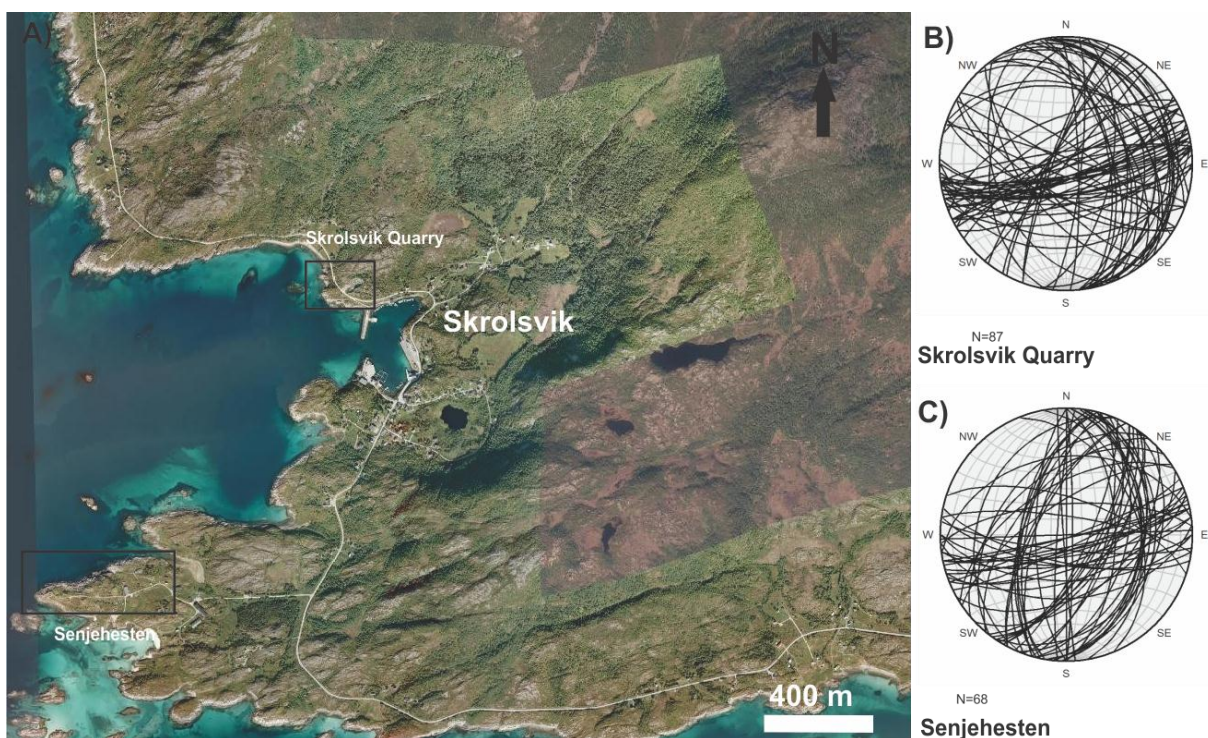 A)
N
Skrolsvik Quarry
Skrolsvik
Senjehesten
400 m
B)
N
NW
NE
W
E
SW
SE
S
N=87
Skrolsvik Quarry
C)
N
NW
NE
W
E
SW
SE
S
N=68
Senjehesten